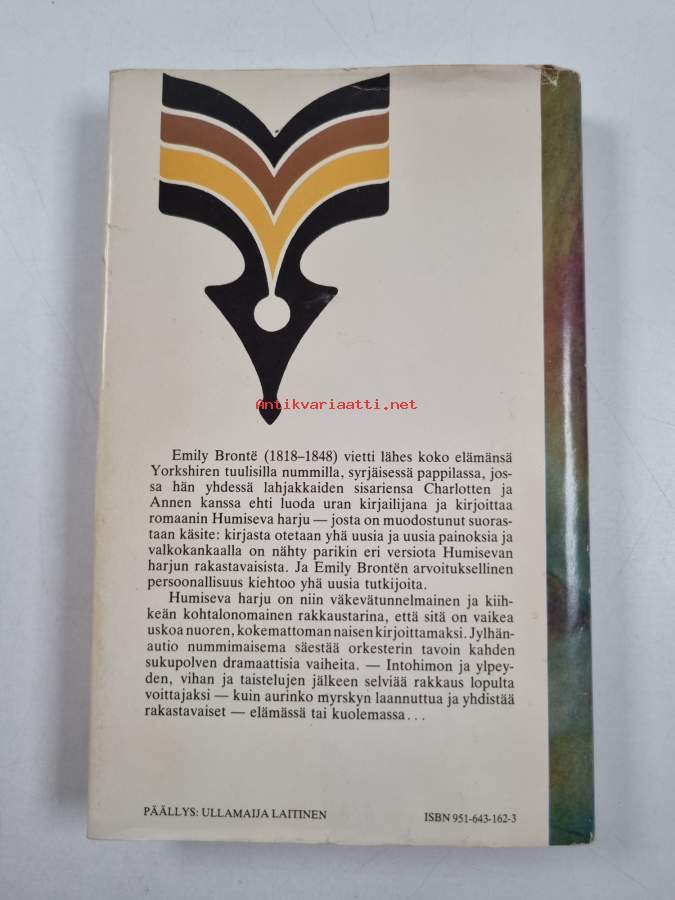 Antikvariaatti.net
Emily Brontë (1818–1848) vietti lähes koko elämänsä
Yorkshiren tuulisilla nummilla, syrjäisessä pappilassa, jos-
sa hän yhdessä lahjakkaiden sisariensa Charlotten ja
Annen kanssa ehti luoda uran kirjailijana ja kirjoittaa
romaanin Humiseva harju — josta on muodostunut suoras-
taan käsite: kirjasta otetaan yhä uusia ja uusia painoksia ja
valkokankaalla on nähty parikin eri versiota Humisevan
harjun rakastavaisista. Ja Emily Brontën arvoituksellinen
persoonallisuus kiehtoo yhä uusia tutkijoita.
Humiseva harju on niin väkevätunnelmainen ja kiih-
keän kohtalonomainen rakkaustarina, että sitä on vaikea
uskoa nuoren, kokemattoman naisen kirjoittamaksi. Jylhän-
autio nummimaisema säestää orkesterin tavoin kahden
sukupolven dramaattisia vaiheita. — Intohimon ja ylpey-
den, vihan ja taistelujen jälkeen selviää rakkaus lopulta
voittajaksi — kuin aurinko myrskyn laannuttua ja yhdistää
rakastavaiset — elämässä tai kuolemassa...
PÄÄLLYS: ULLAMAIJA LAITINEN
ISBN 951-643-162-3